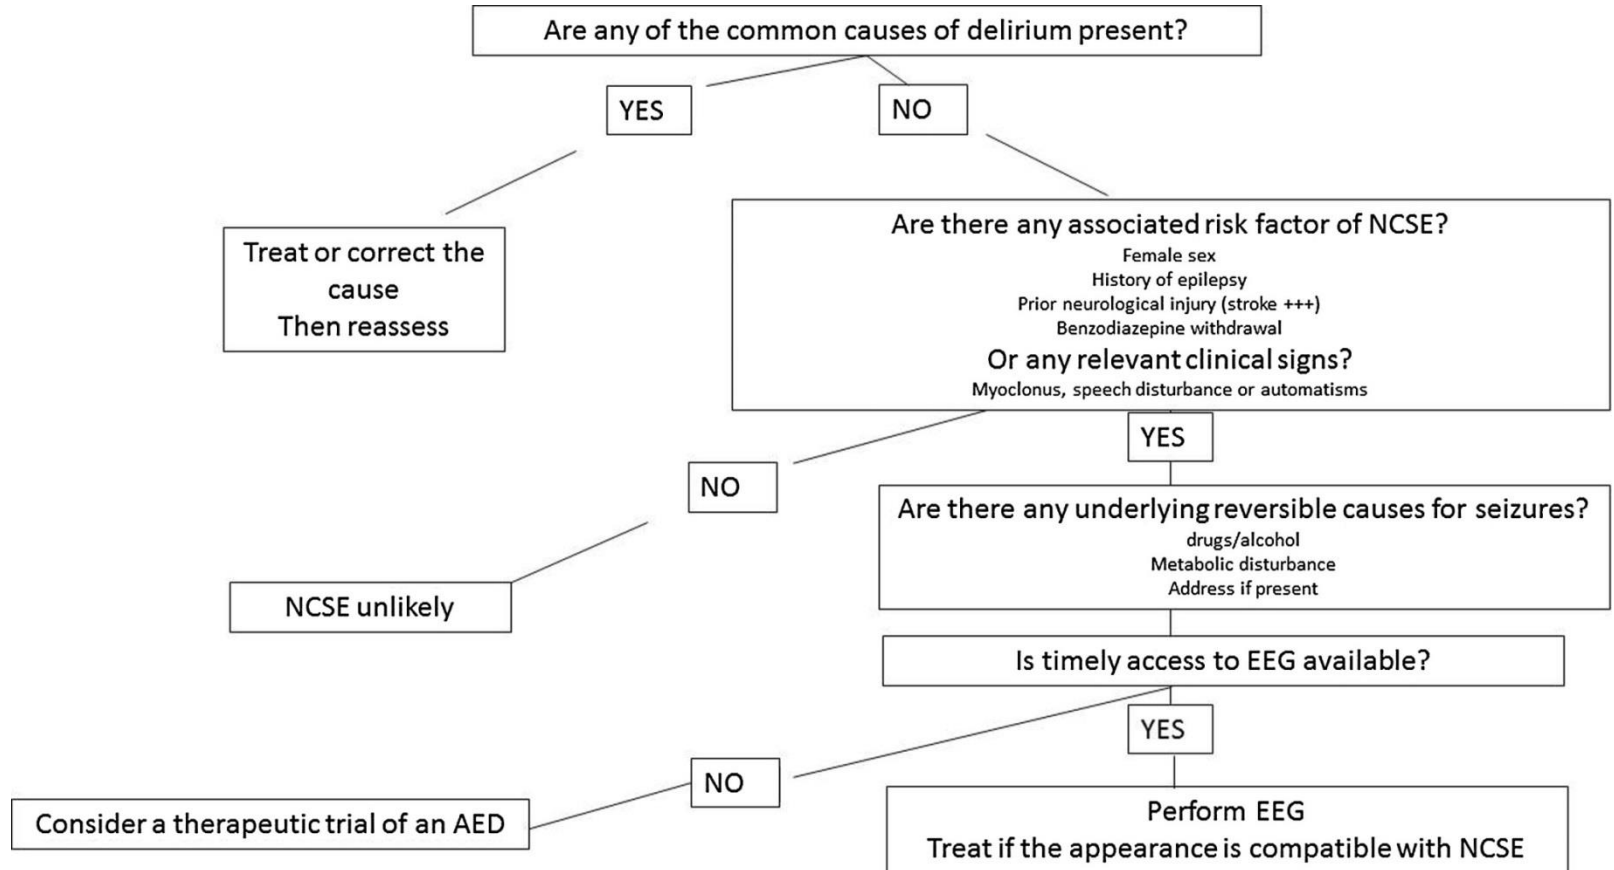 Are any of the common causes of delirium present?
YES
NO
Treat or correct the
cause
Then reassess
Are there any associated risk factor of NCSE?
Female sex
History of epilepsy
Prior neurological injury (stroke +++)
Benzodiazepine withdrawal
Or any relevant clinical signs?
Myoclonus, speech disturbance or automatisms
NO
YES
NCSE unlikely
Are there any underlying reversible causes for seizures?
drugs/alcohol
Metabolic disturbance
Address if present
Is timely access to EEG available?
NO
YES
Consider a therapeutic trial of an AED
Perform EEG
Treat if the appearance is compatible with NCSE